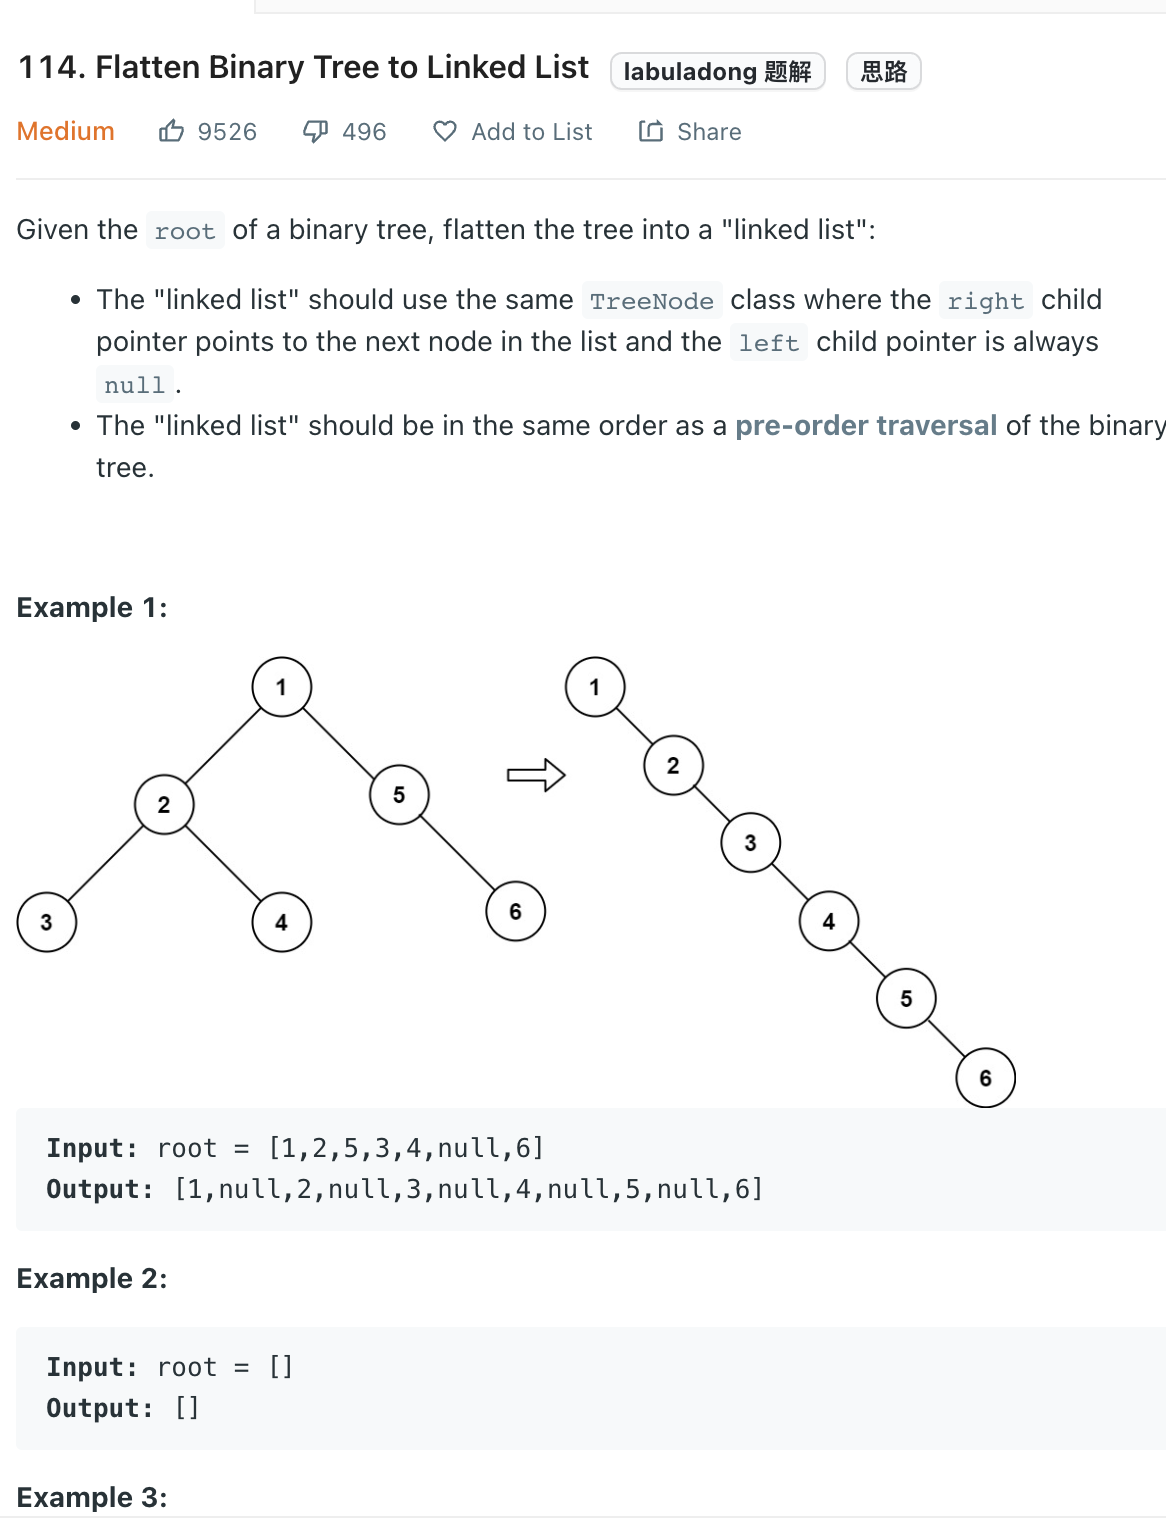 114. Flatten Binary Tree to Linked List labuladong 题解 思路
Medium 9526 496 Add to List Share
Given the root of a binary tree, flatten the tree into a "linked list":
• The "linked list" should use the same TreeNode class where the right child
pointer points to the next node in the list and the left child pointer is always
null .
• The "linked list" should be in the same order as a pre-order traversal of the binary
tree.
Example 1:
1 1
2
2 5
3
3 4 6 4
5
6
Input: root = [1,2,5,3,4,null,6]
Output: [1,null,2,null,3,null,4,null,5,null,6]
Example 2:
Input: root = []
Output: []
Example 3: